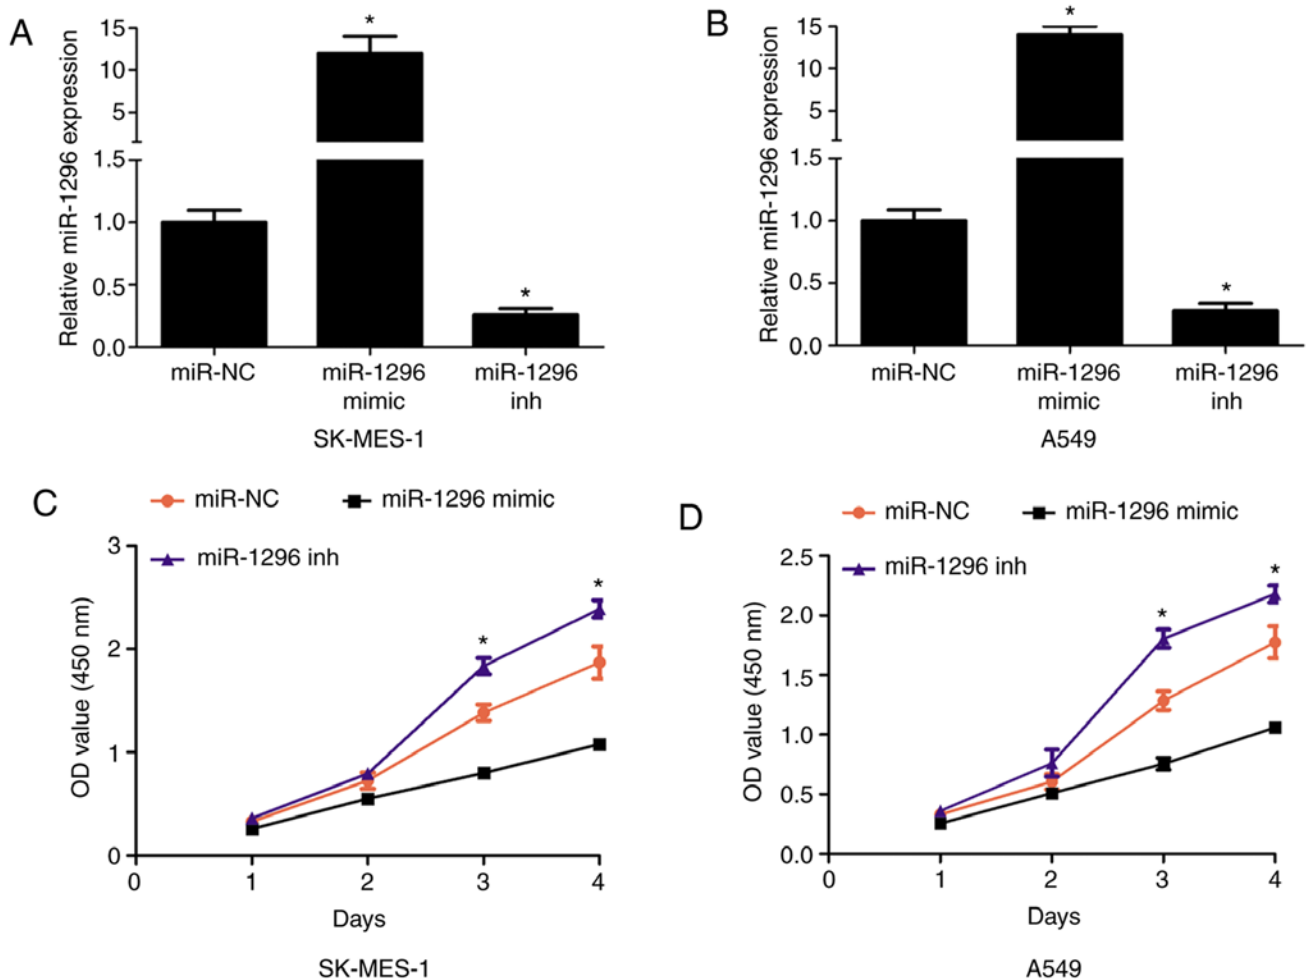 A
Relative miR-1296 expression
15
10
5
1.5
1.0
0.5
0.0
*
*
miR-NC
miR-1296
mimic
miR-1296
inh
SK-MES-1
B
Relative miR-1296 expression
15
10
5
1.5
1.0
0.5
0.0
*
*
miR-NC
miR-1296
mimic
miR-1296
inh
A549
C
miR-NC
miR-1296 mimic
miR-1296 inh
OD value (450 nm)
3
2
1
0
*
*
0 1 2 3 4
Days
SK-MES-1
D
miR-NC
miR-1296 mimic
miR-1296 inh
OD value (450 nm)
2.5
2.0
1.5
1.0
0.5
0.0
*
*
0 1 2 3 4
Days
A549